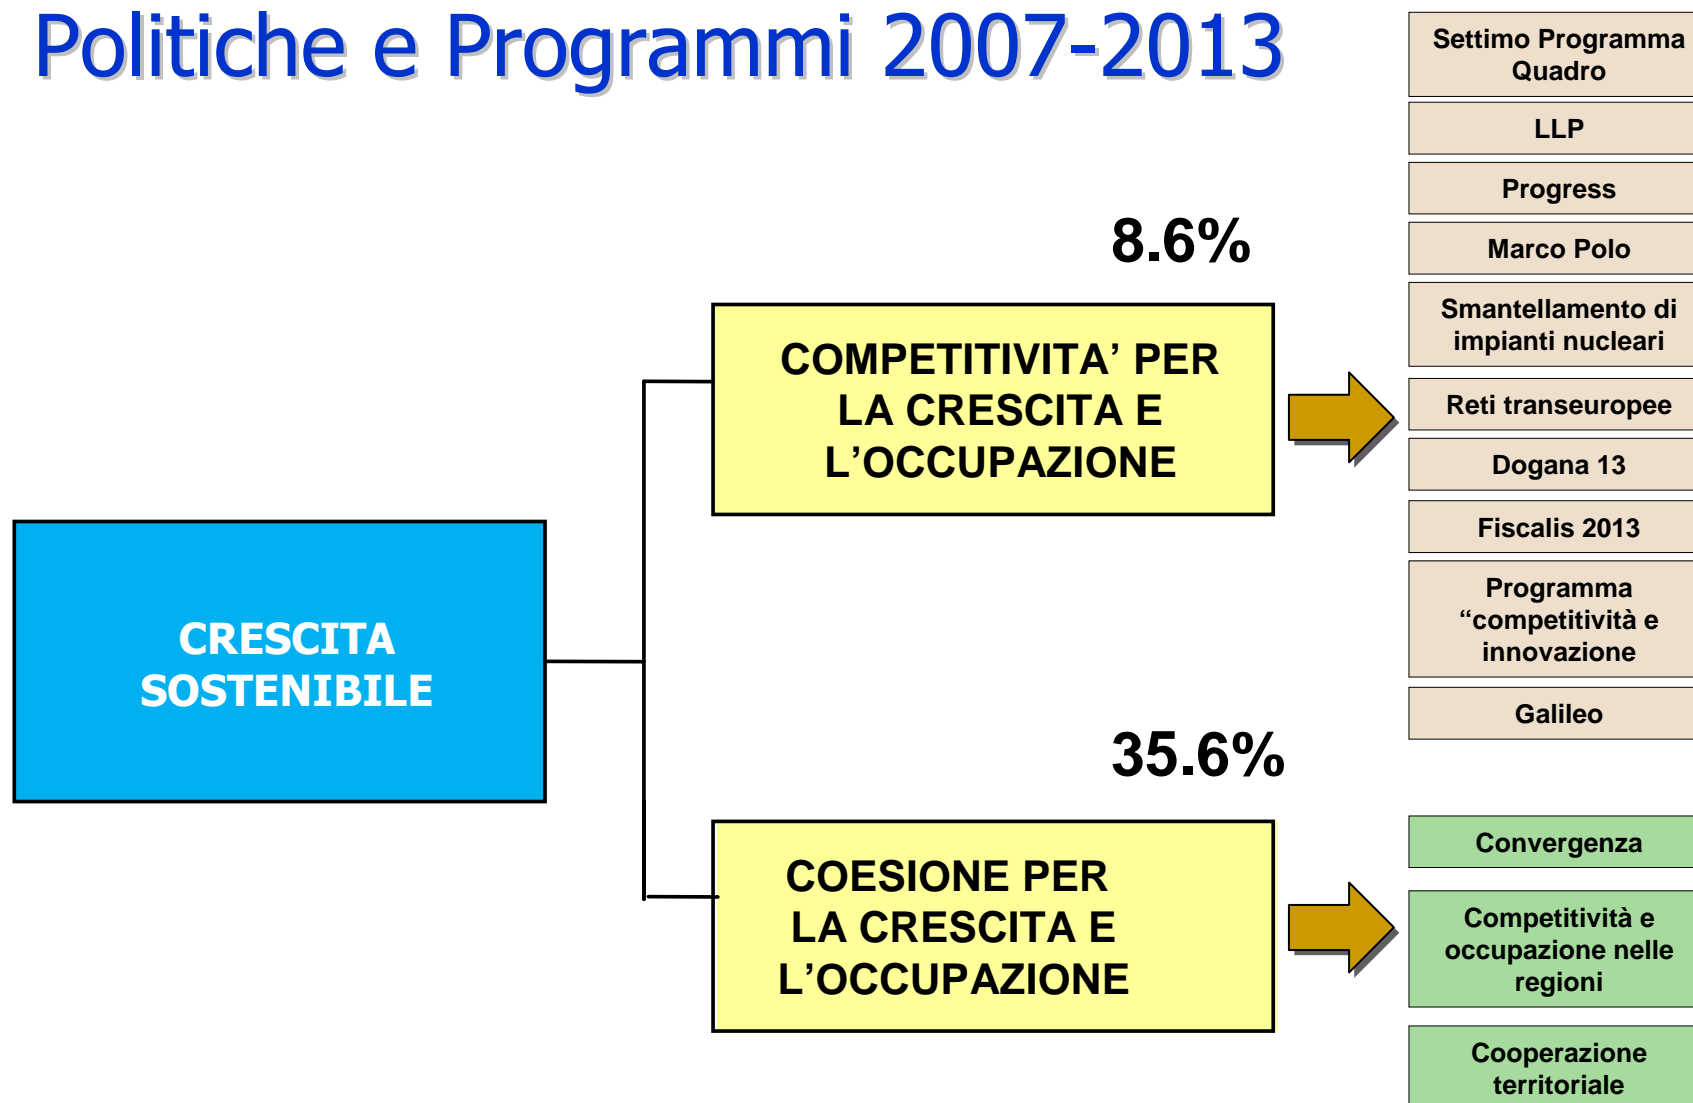 Politiche e Programmi 2007-2013
Settimo Programma
Quadro
LLP
Progress
Marco Polo
Smantellamento di
impianti nucleari
Reti transeuropee
Dogana 13
Fiscalis 2013
Programma
“competitività e
innovazione
Galileo
8.6%
COMPETITIVITA’ PER
LA CRESCITA E
L’OCCUPAZIONE
CRESCITA
SOSTENIBILE
35.6%
COESIONE PER
LA CRESCITA E
L’OCCUPAZIONE
Convergenza
Competitività e
occupazione nelle
regioni
Cooperazione
territoriale